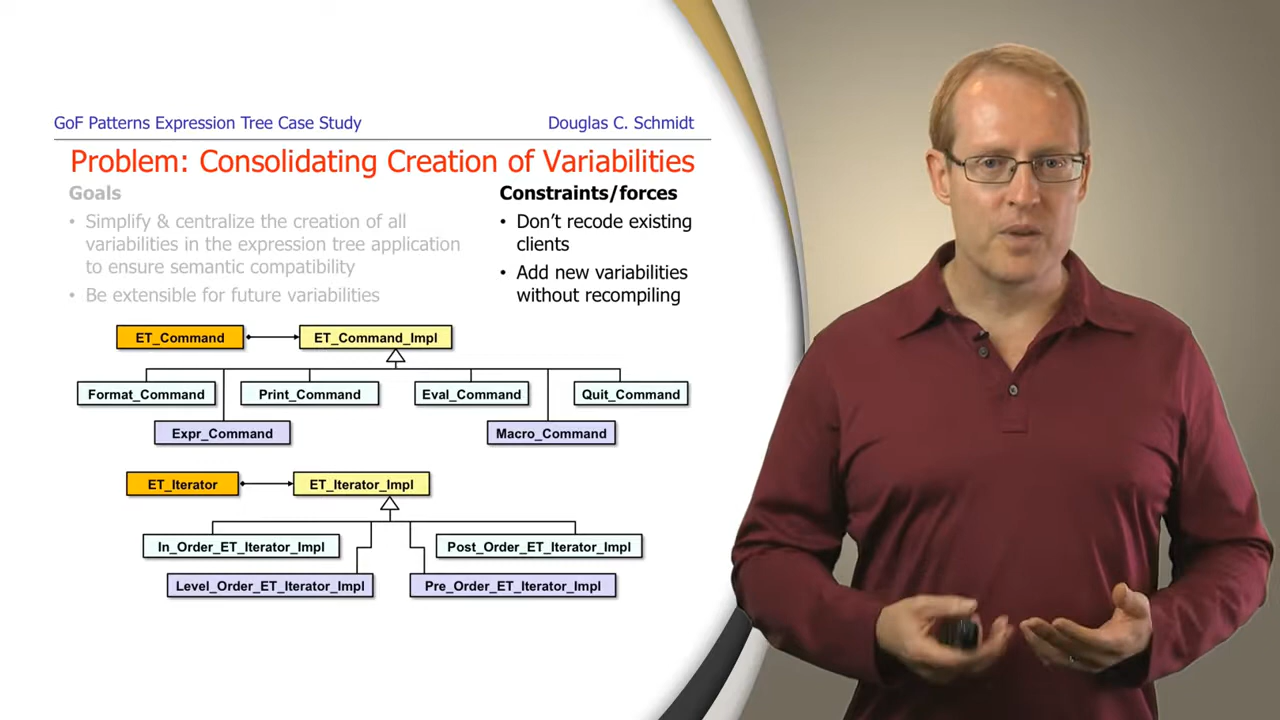 GoF Patterns Expression Tree Case Study
Douglas C. Schmidt
Problem: Consolidating Creation of Variabilities
Goals
• Simplify & centralize the creation of all
variabilities in the expression tree application
to ensure semantic compatibility
• Be extensible for future variabilities
Constraints/forces
• Don't recode existing
clients
• Add new variabilities
without recompiling
ET_Command
ET_Command_Impl
Format_Command
Print_Command
Eval_Command
Quit_Command
Expr_Command
Macro_Command
ET_Iterator
ET_Iterator_Impl
In_Order_ET_Iterator_Impl
Post_Order_ET_Iterator_Impl
Level_Order_ET_Iterator_Impl
Pre_Order_ET_Iterator_Impl